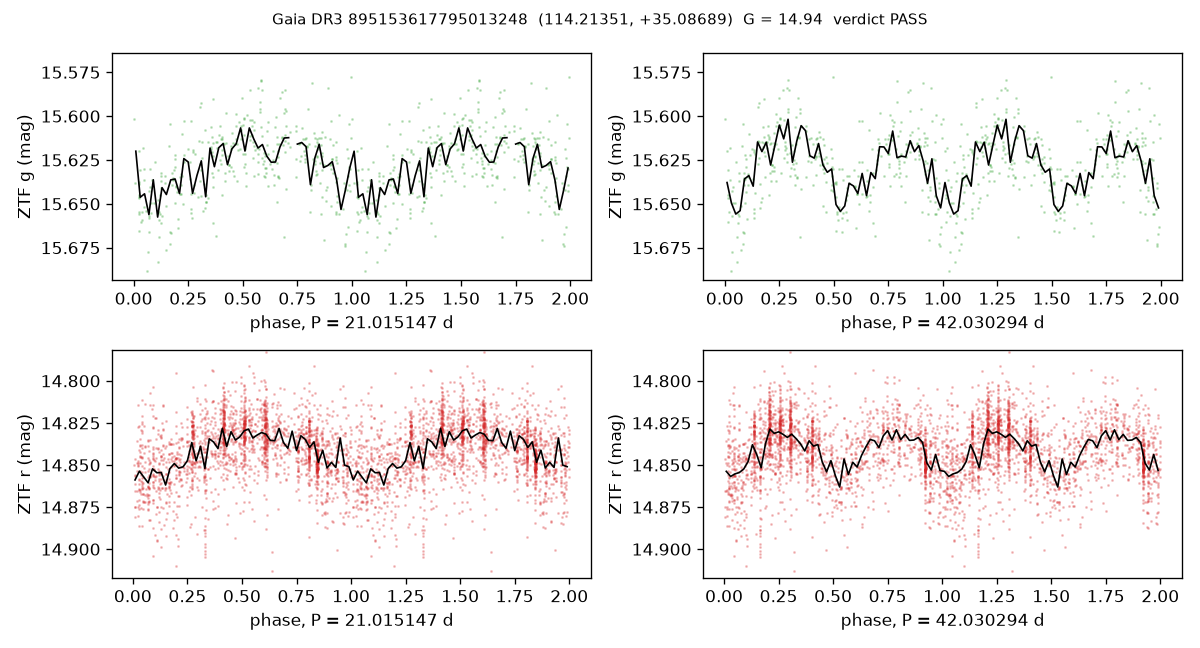 Gaia DR3 895153617795013248 (114.21351, +35.08689) G = 14.94 verdict PASS
15.575
15.600
15.625
15.650
15.675
ZTF g (mag)
0.00 0.25 0.50 0.75 1.00 1.25 1.50 1.75 2.00
phase, P = 21.015147 d
15.575
15.600
15.625
15.650
15.675
ZTF g (mag)
0.00 0.25 0.50 0.75 1.00 1.25 1.50 1.75 2.00
phase, P = 42.030294 d
14.800
14.825
14.850
14.875
14.900
ZTF r (mag)
0.00 0.25 0.50 0.75 1.00 1.25 1.50 1.75 2.00
phase, P = 21.015147 d
14.800
14.825
14.850
14.875
14.900
ZTF r (mag)
0.00 0.25 0.50 0.75 1.00 1.25 1.50 1.75 2.00
phase, P = 42.030294 d